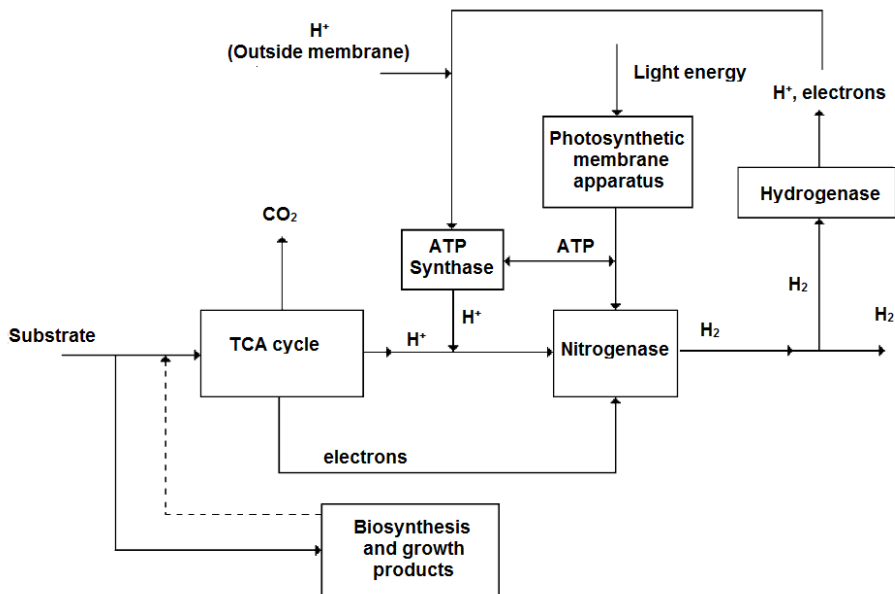 H⁺
(Outside membrane)
Light energy
H⁺, electrons
Photosynthetic
membrane
apparatus
Hydrogenase
CO₂
ATP
Synthase
ATP
H₂
H₂
Substrate
TCA cycle
H⁺
H⁺
Nitrogenase
H₂
electrons
Biosynthesis
and growth
products